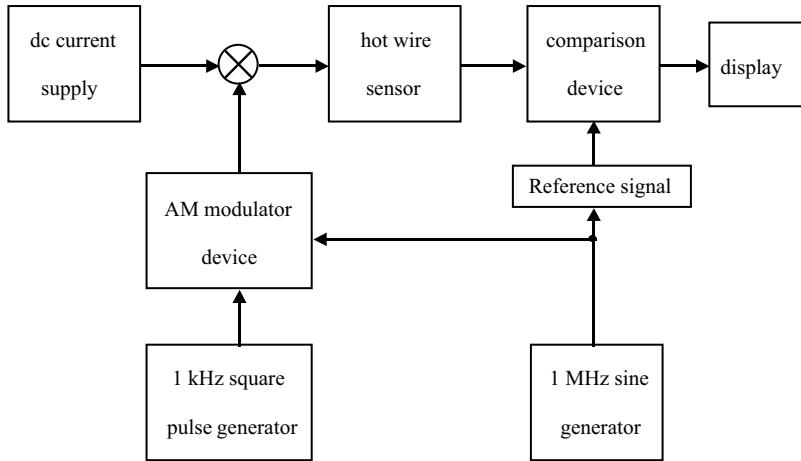 dc current
supply
hot wire
sensor
comparison
device
display
AM modulator
device
Reference signal
1 kHz square
pulse generator
1 MHz sine
generator